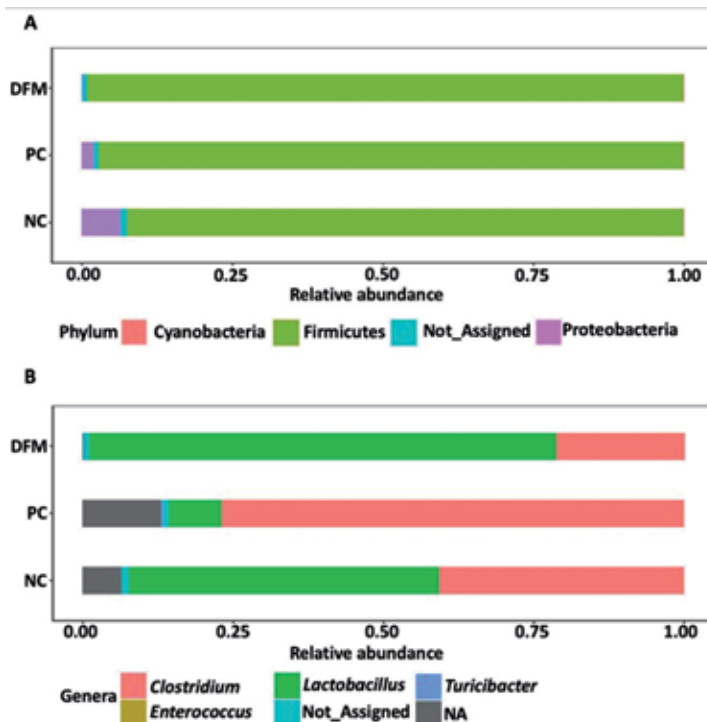 A
DFM
PC
NC
0.00 0.25 0.50 0.75 1.00
Relative abundance
Phylum Cyanobacteria Firmicutes Not_Assigned Proteobacteria
B
DFM
PC
NC
0.00 0.25 0.50 0.75 1.00
Relative abundance
Genera Clostridium Lactobacillus Turicibacter
Enterococcus Not_Assigned NA